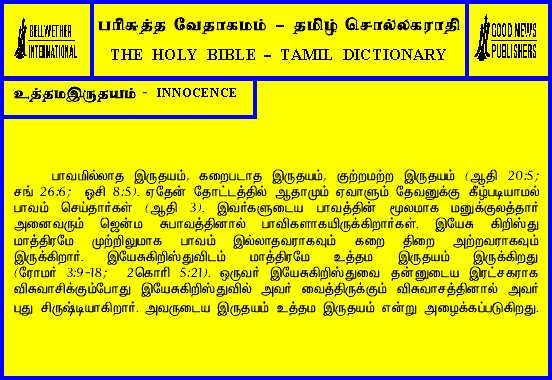 BELLWETHER
INTERNATIONAL
பரிசுத்த வேதாகமம் - தமிழ் சொல்லகராதி
THE HOLY BIBLE - TAMIL DICTIONARY
GOOD NEWS
PUBLISHERS
உத்தமஇருதயம் - INNOCENCE
பாவமில்லாத இருதயம், கறைபடாத இருதயம், குற்றமற்ற இருதயம் (ஆதி 20:5;
சங் 26:6; ஓசி 8:5). ஏதேன் தோட்டத்தில் ஆதாமும் ஏவாளும் தேவனுக்கு கீழ்படியாமல்
பாவம் செய்தார்கள் (ஆதி 3). இவர்களுடைய பாவத்தின் மூலமாக மனுக்குலத்தார்
அனைவரும் ஜென்ம சுபாவத்தினால் பாவிகளாகயிருக்கிறார்கள். இயேசு கிறிஸ்து
மாத்திரமே முற்றிலுமாக பாவம் இல்லாதவராகவும் கறை திறை அற்றவராகவும்
இருக்கிறார். இயேசுகிறிஸ்துவிடம் மாத்திரமே உத்தம இருதயம் இருக்கிறது
(ரோமர் 3:9-18; 2கொரி 5:21). ஒருவர் இயேசுகிறிஸ்துவை தன்னுடைய இரட்சகராக
விசுவாசிக்கும்போது இயேசுகிறிஸ்துவில் அவர் வைத்திருக்கும் விசுவாசத்தினால் அவர்
புது சிருஷ்டியாகிறார். அவருடைய இருதயம் உத்தம இருதயம் என்று அழைக்கப்படுகிறது.